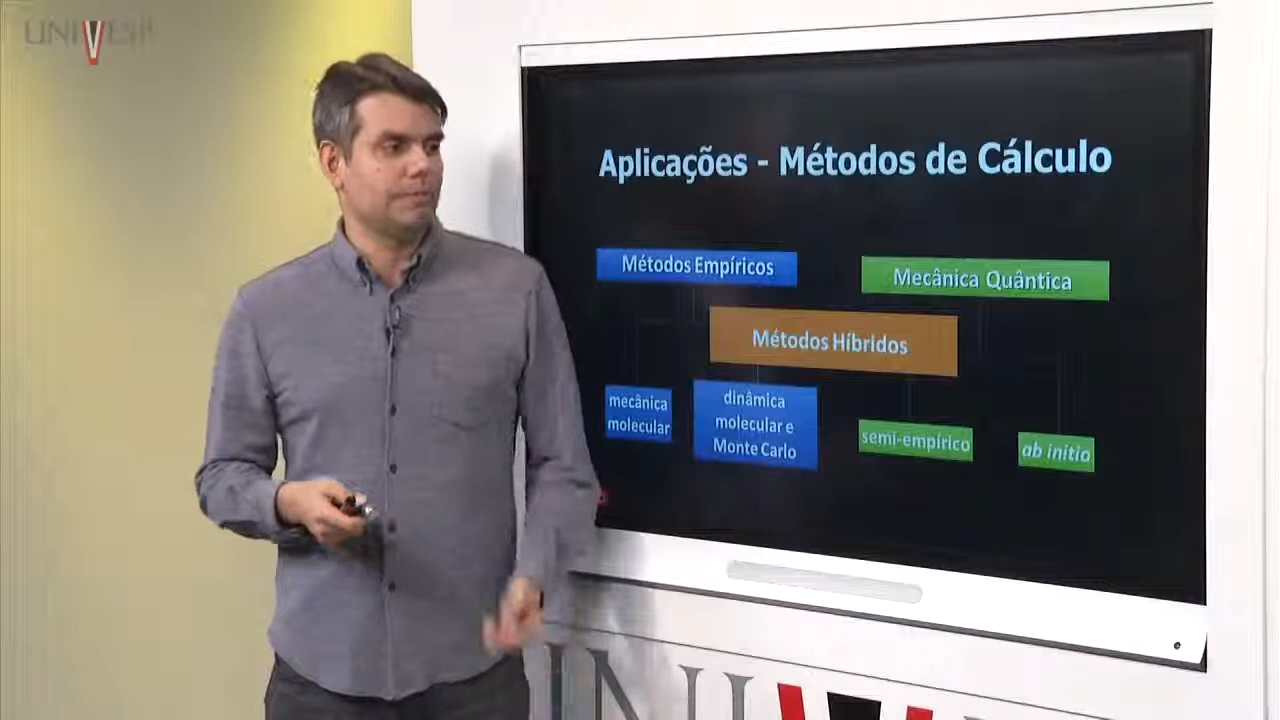 UNIVESP
Aplicações - Métodos de Cálculo
Métodos Empíricos
Mecânica Quântica
Métodos Híbridos
mecânica
molecular
dinâmica
molecular e
Monte Carlo
semi-empírico
ab initio
UNIV